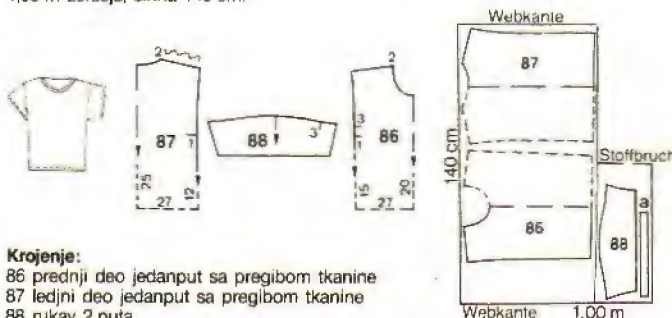 Webkante
2
87
7
25
12
27
88
3
2
3
86
15
20
27
87
140 cm
86
Stoffbruch
88
a
Webkante 1,00 m
Krojenje:
86 prednji deo jedanput sa pregibom tkanine
87 ledjni deo jedanput sa pregibom tkanine
88 rukav 2 puta